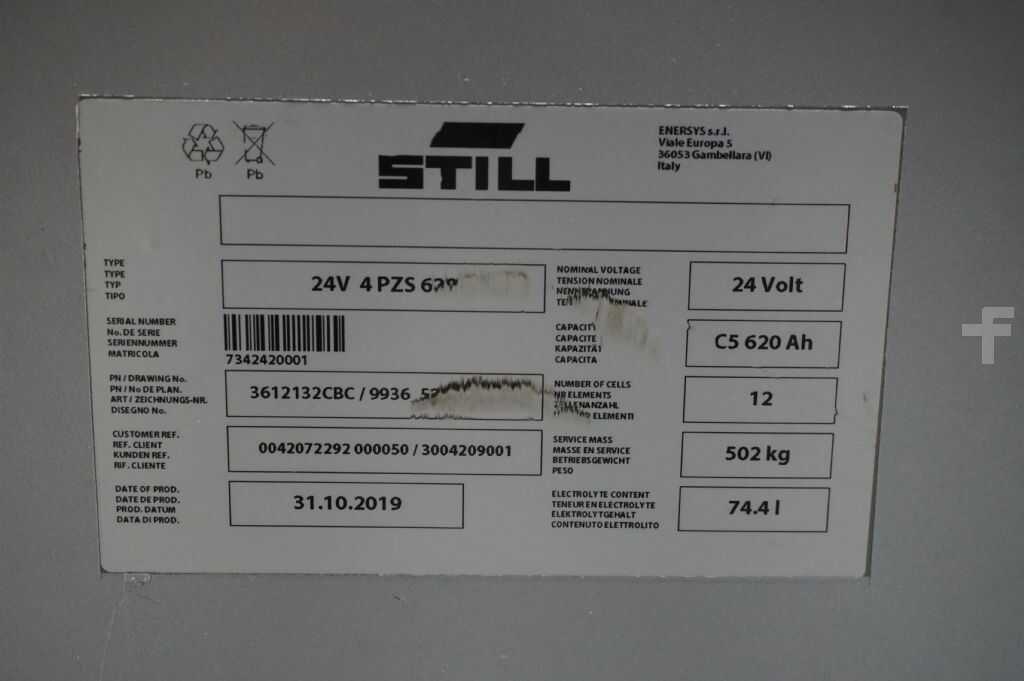 Pb
Pb
STILL
ENERSYS s.r.l.
Viale Europa 5
36053 Gambellara (VI)
Italy
TYPE
TYPE
TYP
TIPO
24V 4 PZS
NOMINAL VOLTAGE
TENSION NOMINALE
24 Volt
SERIAL NUMBER
No. DE SERIE
SERIENNUMMER
MATRICOLA
7342420001
CAPACITY
CAPACITE
KAPAZITÄT
CAPACITA
C5 620 Ah
PN / DRAWING No.
PN / No DE PLAN.
ART / ZEICHNUNGS-NR.
DISEGNO No.
3612132CBC / 9936
NUMBER OF CELLS
NR ELEMENTS
ZELLENANZAHL
ELEMENTI
12
CUSTOMER REF.
REF. CLIENT
KUNDEN REF.
RIF. CLIENTE
0042072292 000050 / 3004209001
SERVICE MASS
MASSE EN SERVICE
BETRIEBSGEWICHT
PESO
502 kg
DATE OF PROD.
DATE DE PROD.
PROD. DATUM
DATA DI PROD.
31.10.2019
ELECTROLYTE CONTENT
TENEUR EN ELECTROLYTE
ELEKTROLYTGEHALT
CONTENUTO ELETTROLITO
74.4 l